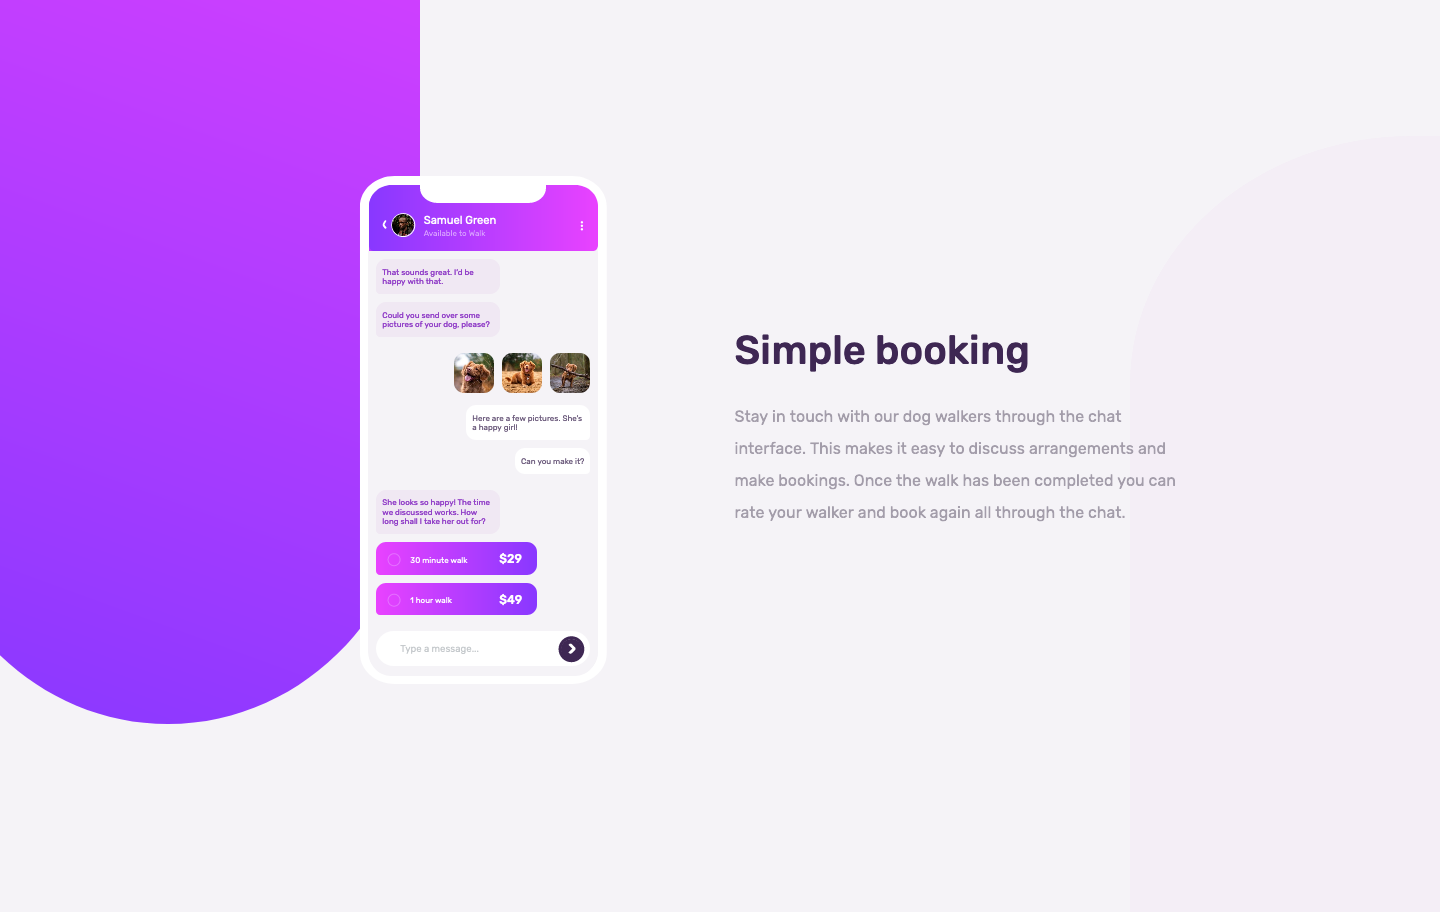 Samuel Green
Available to Walk
That sounds great. I'd be
happy with that.
Could you send over some
pictures of your dog, please?
Here are a few pictures. She's
a happy girl!
Can you make it?
She looks so happy! The time
we discussed works. How
long shall I take her out for?
30 minute walk $29
1 hour walk $49
Type a message...
Simple booking
Stay in touch with our dog walkers through the chat
interface. This makes it easy to discuss arrangements and
make bookings. Once the walk has been completed you can
rate your walker and book again all through the chat.